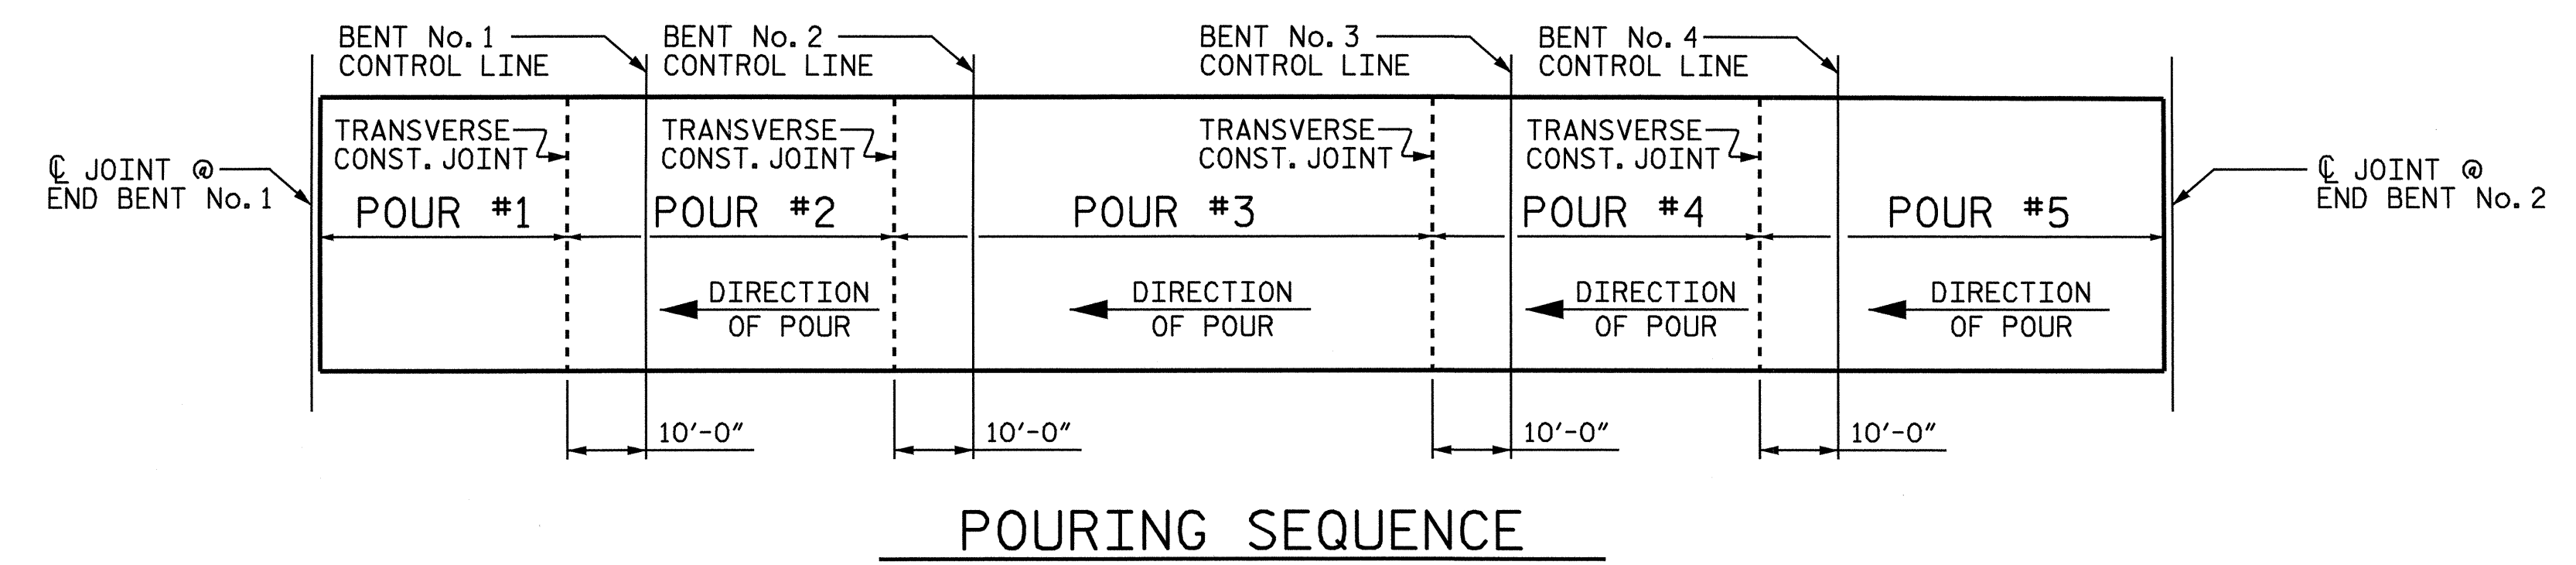 BENT No. 1
CONTROL LINE
BENT No. 2
CONTROL LINE
BENT No. 3
CONTROL LINE
BENT No. 4
CONTROL LINE
TRANSVERSE
CONST. JOINT
TRANSVERSE
CONST. JOINT
TRANSVERSE
CONST. JOINT
TRANSVERSE
CONST. JOINT
℄ JOINT @
END BENT No. 1
℄ JOINT @
END BENT No. 2
POUR #1
POUR #2
POUR #3
POUR #4
POUR #5
DIRECTION
OF POUR
DIRECTION
OF POUR
DIRECTION
OF POUR
DIRECTION
OF POUR
10'-0"
10'-0"
10'-0"
10'-0"
POURING SEQUENCE